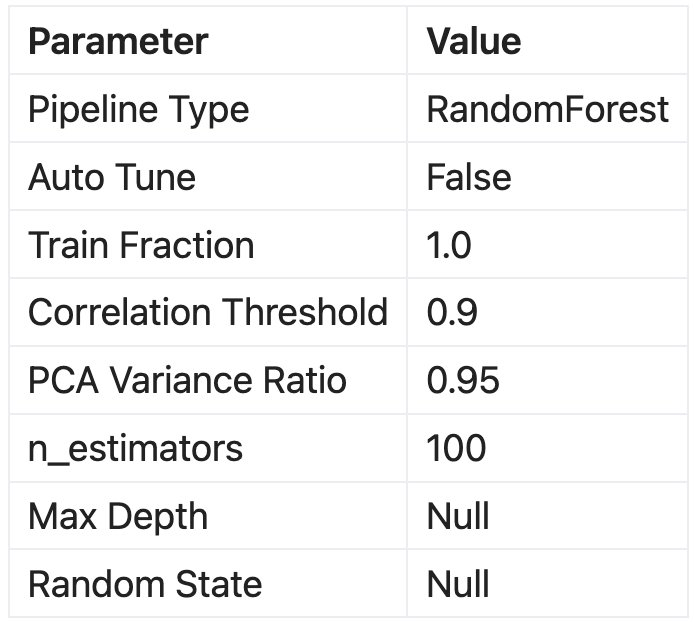 Parameter Value
Pipeline Type RandomForest
Auto Tune False
Train Fraction 1.0
Correlation Threshold 0.9
PCA Variance Ratio 0.95
n_estimators 100
Max Depth Null
Random State Null